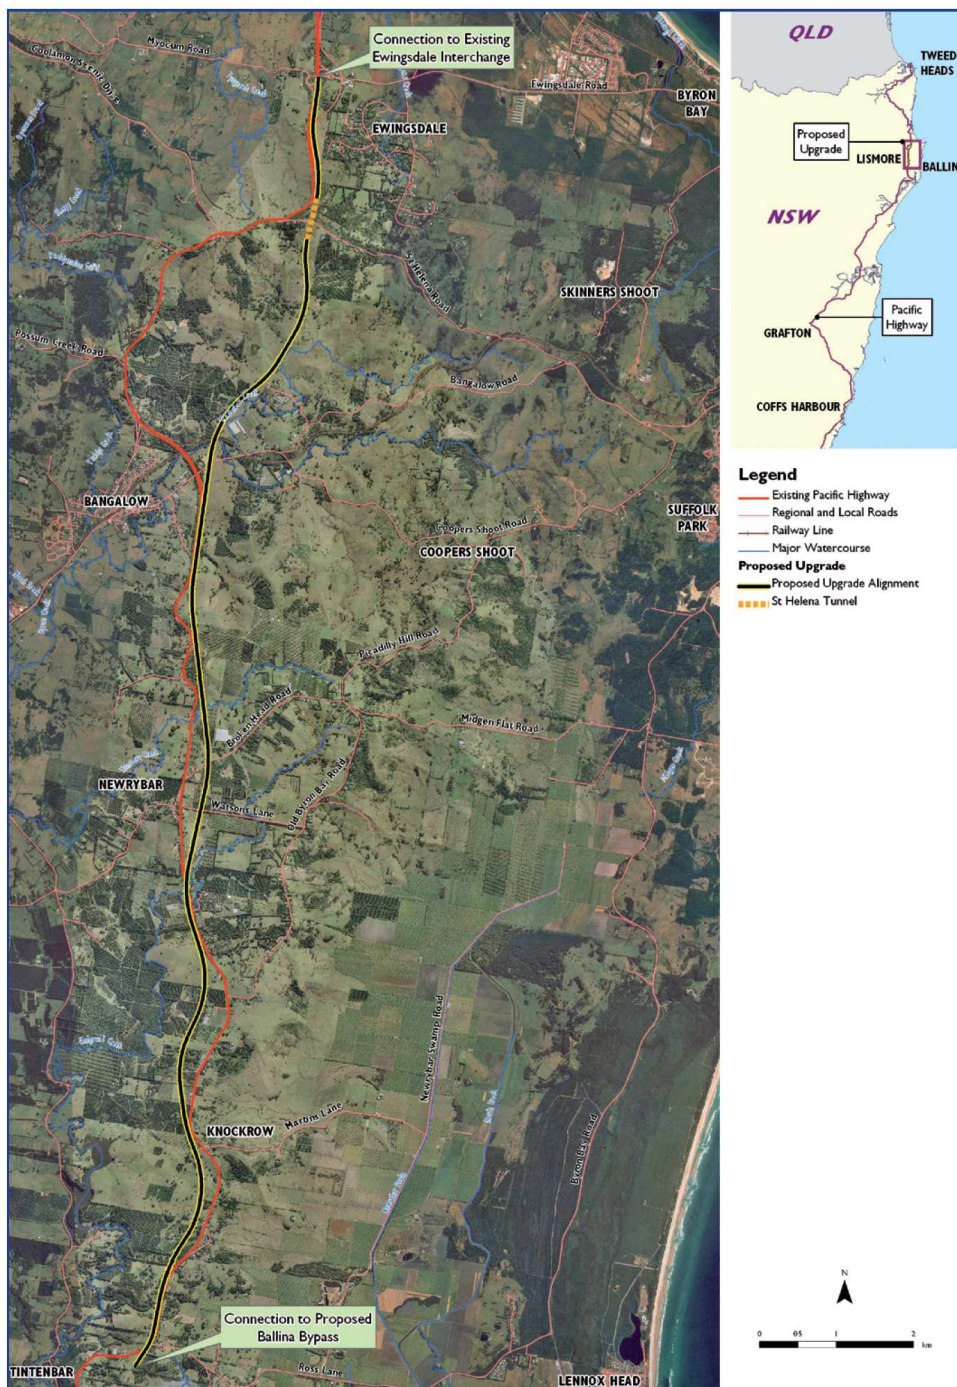 Connection to Existing
Ewingsdale Interchange
Myocum Road
Coolamon Scenic Drive
Ewingsdale Road
BYRON
BAY
EWINGSDALE
St Helena Road
SKINNERS SHOOT
Possum Creek Road
Bangalow Road
BANGALOW
SUFFOLK
PARK
Coopers Shoot Road
COOPERS SHOOT
Picadilly Hill Road
Broken Head Road
Midgen Flat Road
NEWRYBAR
Watsons Lane
Old Byron Bay Road
Newrybar Swamp Road
Martins Lane
KNOCKROW
Byron Bay Road
Connection to Proposed
Ballina Bypass
TINTENBAR
Ross Lane
LENNOX HEAD
QLD
TWEED
HEADS
Proposed
Upgrade
LISMORE
BALLIN
NSW
Pacific
Highway
GRAFTON
COFFS HARBOUR
Legend
Existing Pacific Highway
Regional and Local Roads
Railway Line
Major Watercourse
Proposed Upgrade
Proposed Upgrade Alignment
St Helena Tunnel
N
0 0.5 1 2
km